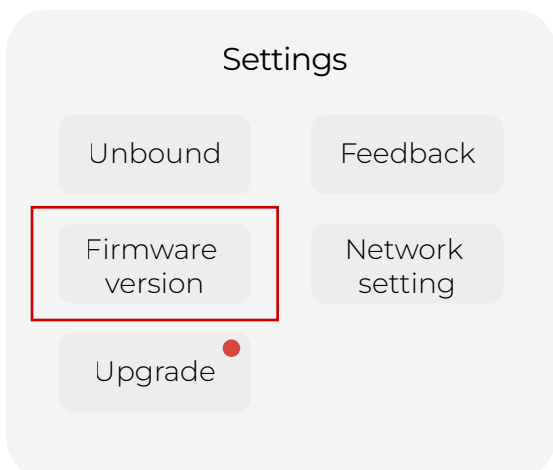 Settings
Unbound
Feedback
Firmware
version
Network
setting
Upgrade